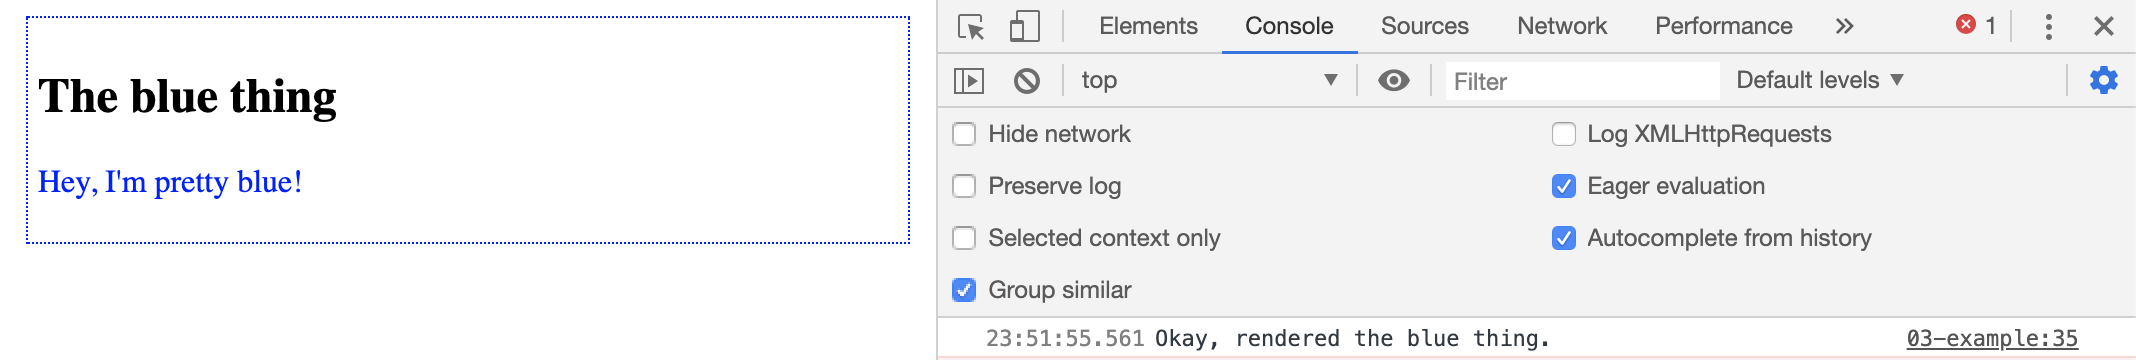 The blue thing
Hey, I'm pretty blue!
Elements Console Sources Network Performance » 1
top Filter Default levels
Hide network Log XMLHttpRequests
Preserve log Eager evaluation
Selected context only Autocomplete from history
Group similar
23:51:55.561 Okay, rendered the blue thing. 03-example:35